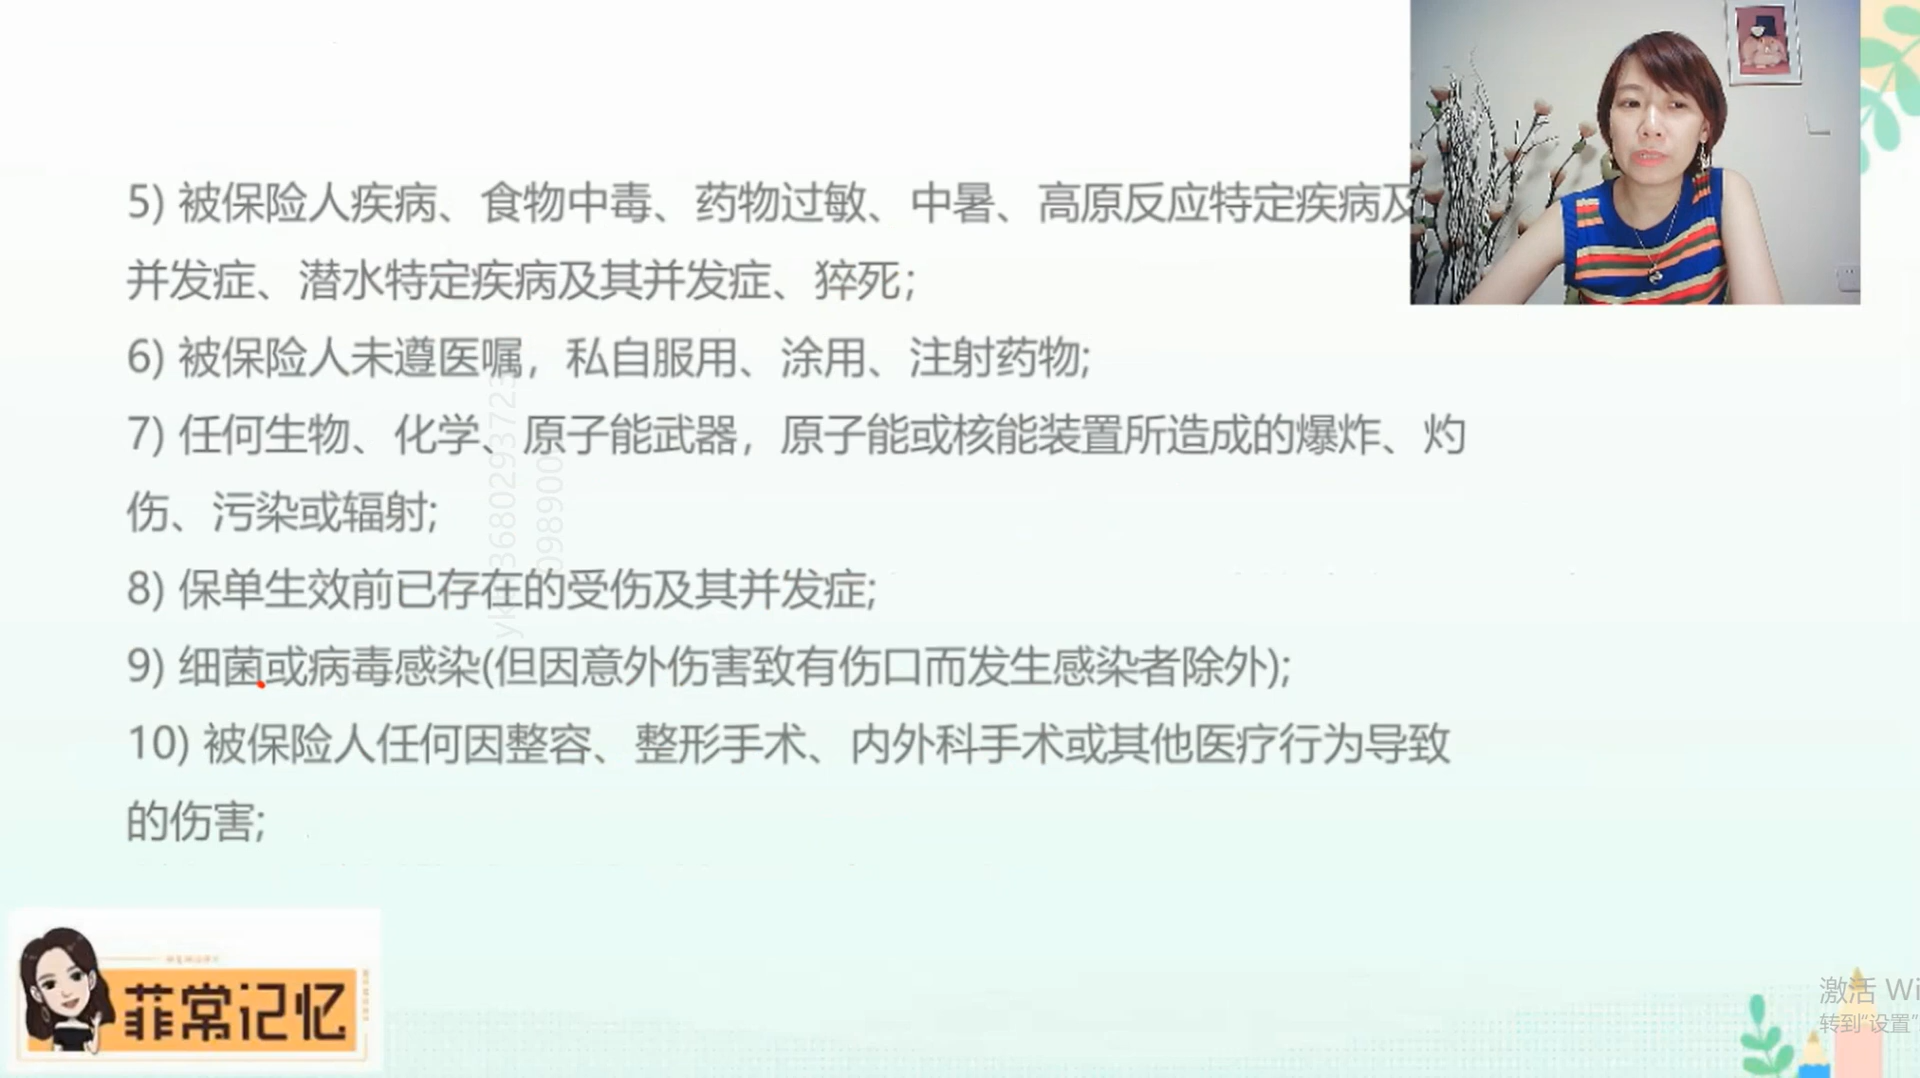 5) 被保险人疾病、食物中毒、药物过敏、中暑、高原反应特定疾病及
并发症、潜水特定疾病及其并发症、猝死;
6) 被保险人未遵医嘱，私自服用、涂用、注射药物;
7) 任何生物、化学、原子能武器，原子能或核能装置所造成的爆炸、灼
伤、污染或辐射;
8) 保单生效前已存在的受伤及其并发症;
9) 细菌或病毒感染(但因意外伤害致有伤口而发生感染者除外);
10) 被保险人任何因整容、整形手术、内外科手术或其他医疗行为导致
的伤害;
菲常记忆
激活 Wi
转到"设置"